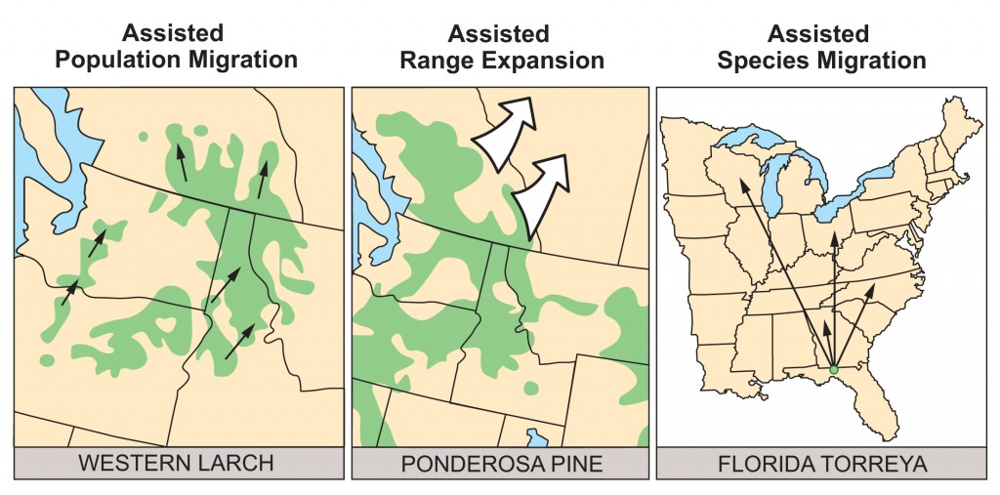 Assisted
Population Migration
Assisted
Range Expansion
Assisted
Species Migration
WESTERN LARCH
PONDEROSA PINE
FLORIDA TORREYA